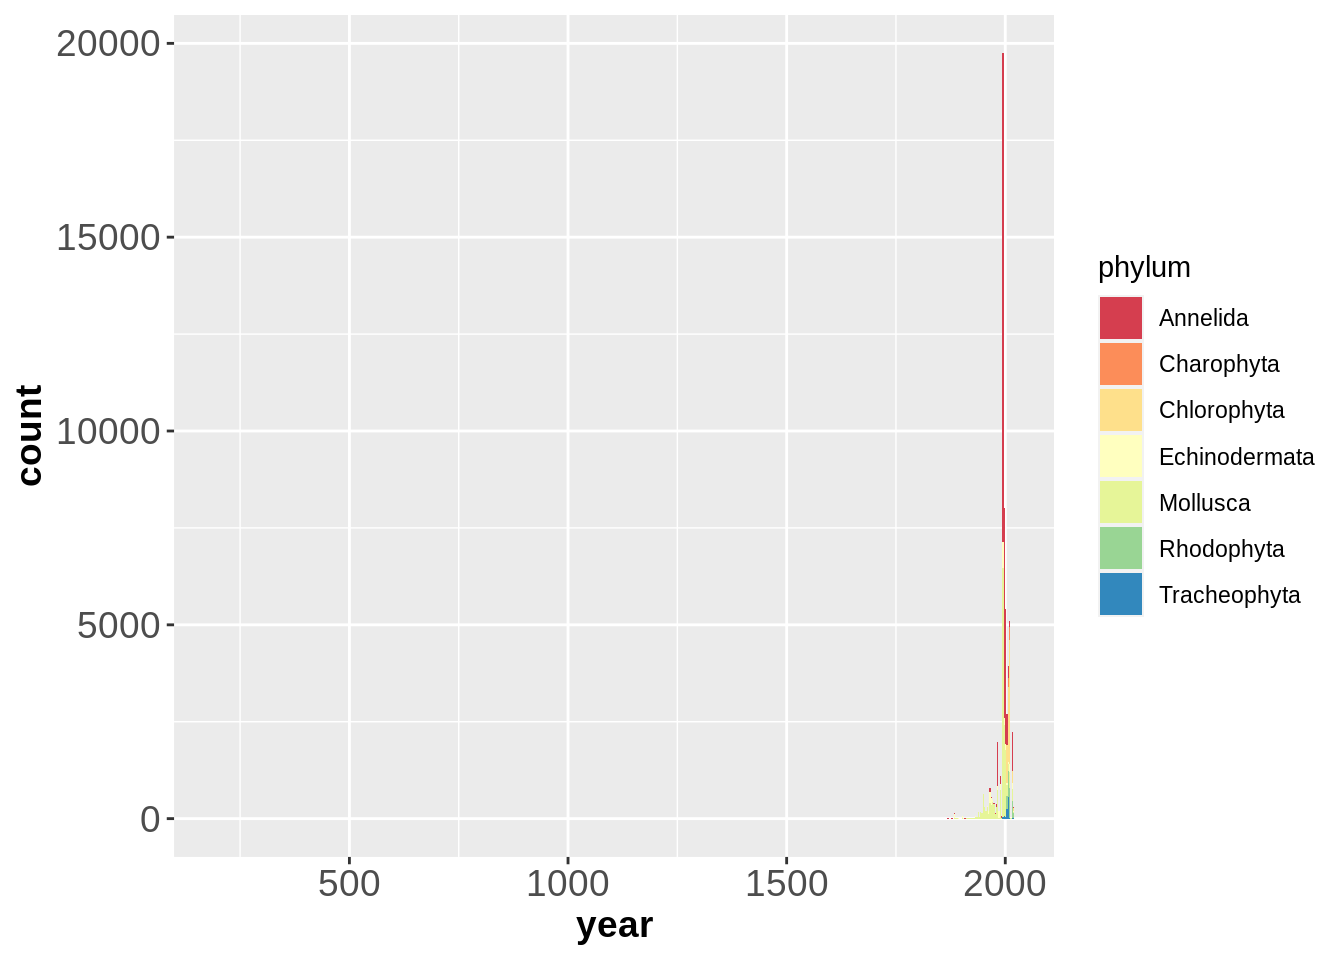 20000
15000
10000
5000
0
count
500 1000 1500 2000
year
phylum
Annelida
Charophyta
Chlorophyta
Echinodermata
Mollusca
Rhodophyta
Tracheophyta